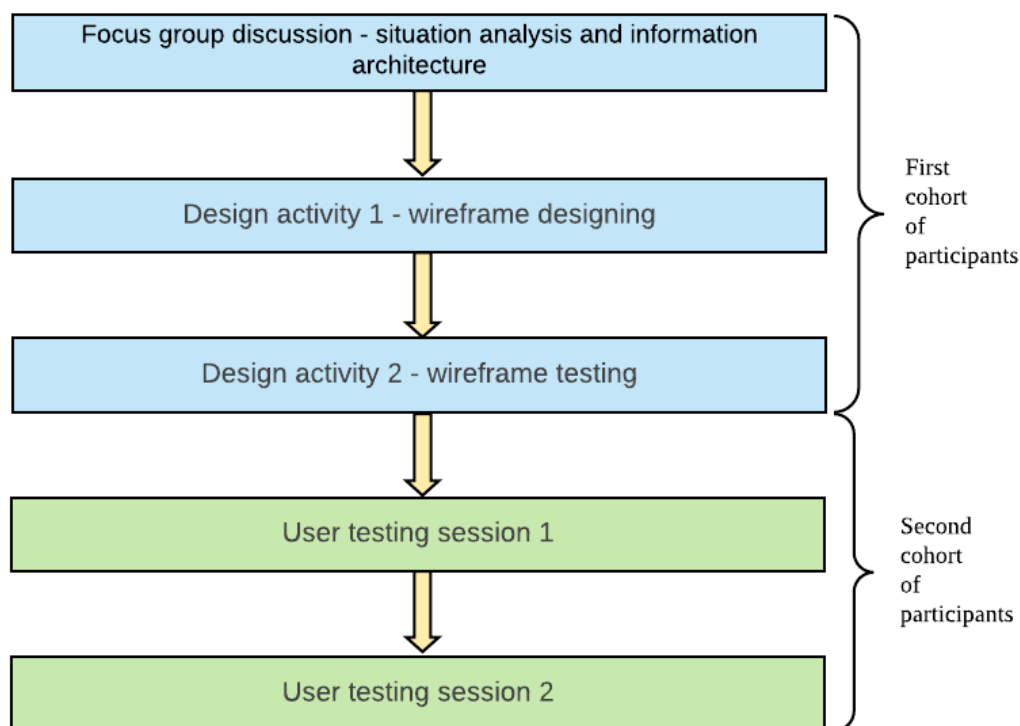 Focus group discussion - situation analysis and information
architecture
First
cohort
of
participants
Design activity 1 - wireframe designing
Design activity 2 - wireframe testing
User testing session 1
Second
cohort
of
participants
User testing session 2